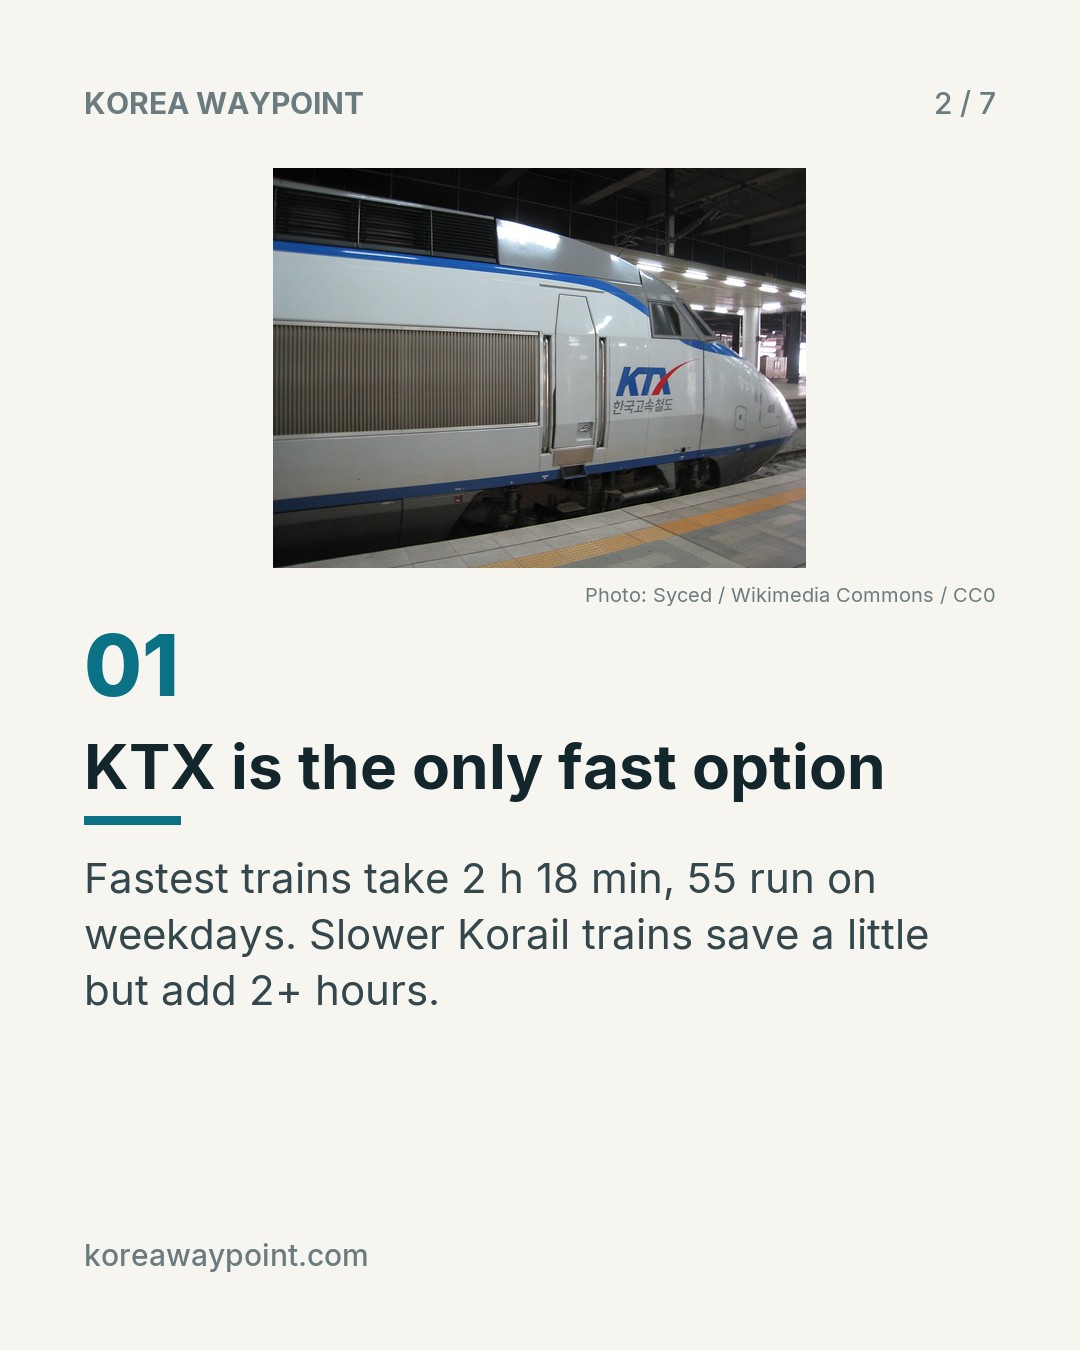 KOREA WAYPOINT
2 / 7
KTX
한국고속철도
Photo: Syced / Wikimedia Commons / CC0
01
KTX is the only fast option
Fastest trains take 2 h 18 min, 55 run on
weekdays. Slower Korail trains save a little
but add 2+ hours.
koreawaypoint.com